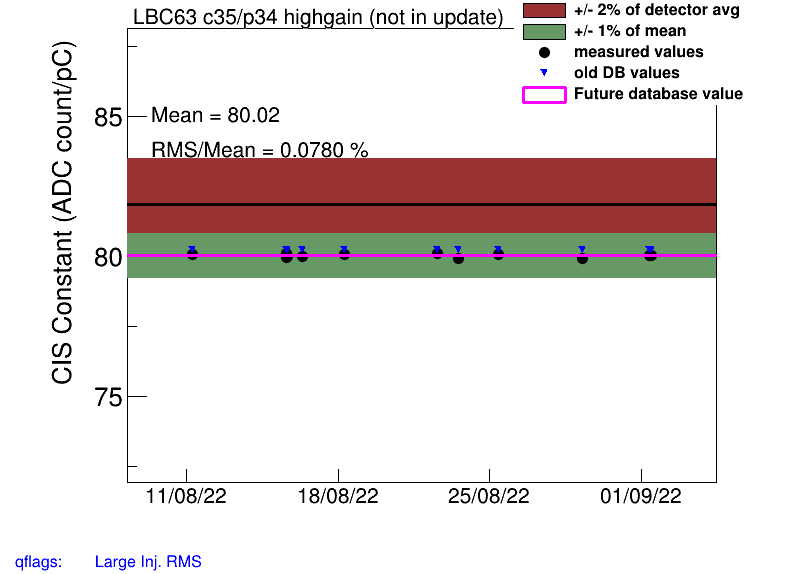 LBC63 c35/p34 highgain (not in update)
+/- 2% of detector avg
+/- 1% of mean
measured values
old DB values
Future database value
CIS Constant (ADC count/pC)
Mean = 80.02
RMS/Mean = 0.0780 %
85
80
75
11/08/22 18/08/22 25/08/22 01/09/22
qflags: Large Inj. RMS